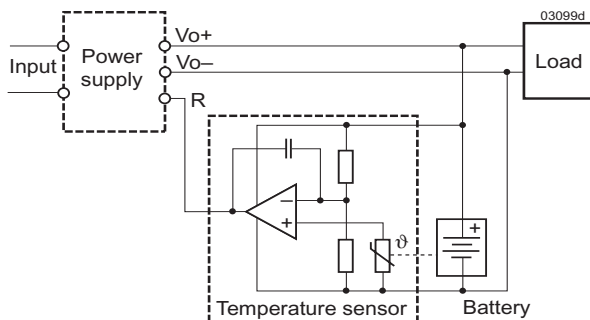 03099d
Vo+
Power supply
Input
Vo–
Load
R
–
+
ϑ
+
Temperature sensor
Battery